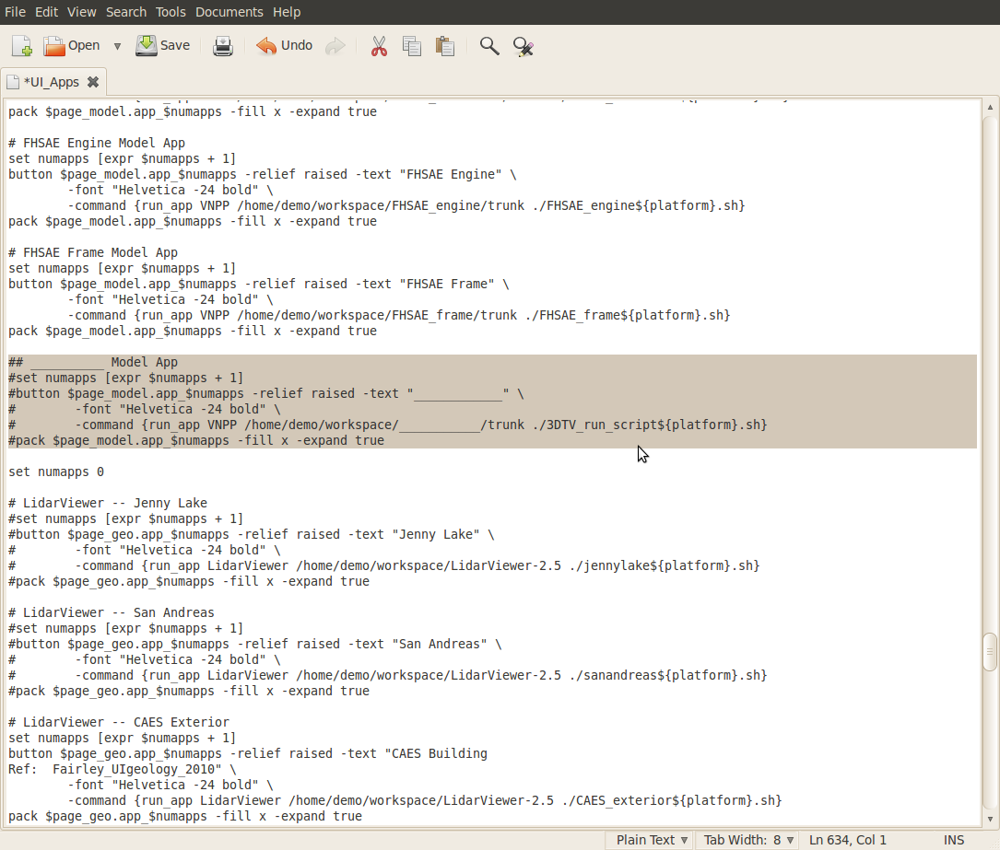 File Edit View Search Tools Documents Help
Open Save Undo
*UI_Apps
pack $page_model.app_$numapps -fill x -expand true
# FHSAE Engine Model App
set numapps [expr $numapps + 1]
button $page_model.app_$numapps -relief raised -text "FHSAE Engine" \
        -font "Helvetica -24 bold" \
        -command {run_app VNPP /home/demo/workspace/FHSAE_engine/trunk ./FHSAE_engine${platform}.sh}
pack $page_model.app_$numapps -fill x -expand true
# FHSAE Frame Model App
set numapps [expr $numapps + 1]
button $page_model.app_$numapps -relief raised -text "FHSAE Frame" \
        -font "Helvetica -24 bold" \
        -command {run_app VNPP /home/demo/workspace/FHSAE_frame/trunk ./FHSAE_frame${platform}.sh}
pack $page_model.app_$numapps -fill x -expand true
## __________ Model App
#set numapps [expr $numapps + 1]
#button $page_model.app_$numapps -relief raised -text "____________" \
#        -font "Helvetica -24 bold" \
#        -command {run_app VNPP /home/demo/workspace/___________/trunk ./3DTV_run_script${platform}.sh}
#pack $page_model.app_$numapps -fill x -expand true
set numapps 0
# LidarViewer -- Jenny Lake
#set numapps [expr $numapps + 1]
#button $page_geo.app_$numapps -relief raised -text "Jenny Lake" \
#        -font "Helvetica -24 bold" \
#        -command {run_app LidarViewer /home/demo/workspace/LidarViewer-2.5 ./jennylake${platform}.sh}
#pack $page_geo.app_$numapps -fill x -expand true
# LidarViewer -- San Andreas
#set numapps [expr $numapps + 1]
#button $page_geo.app_$numapps -relief raised -text "San Andreas" \
#        -font "Helvetica -24 bold" \
#        -command {run_app LidarViewer /home/demo/workspace/LidarViewer-2.5 ./sanandreas${platform}.sh}
#pack $page_geo.app_$numapps -fill x -expand true
# LidarViewer -- CAES Exterior
set numapps [expr $numapps + 1]
button $page_geo.app_$numapps -relief raised -text "CAES Building
Ref:  Fairley_UIgeology_2010" \
        -font "Helvetica -24 bold" \
        -command {run_app LidarViewer /home/demo/workspace/LidarViewer-2.5 ./CAES_exterior${platform}.sh}
pack $page_geo.app_$numapps -fill x -expand true
Plain Text Tab Width: 8 Ln 634, Col 1 INS